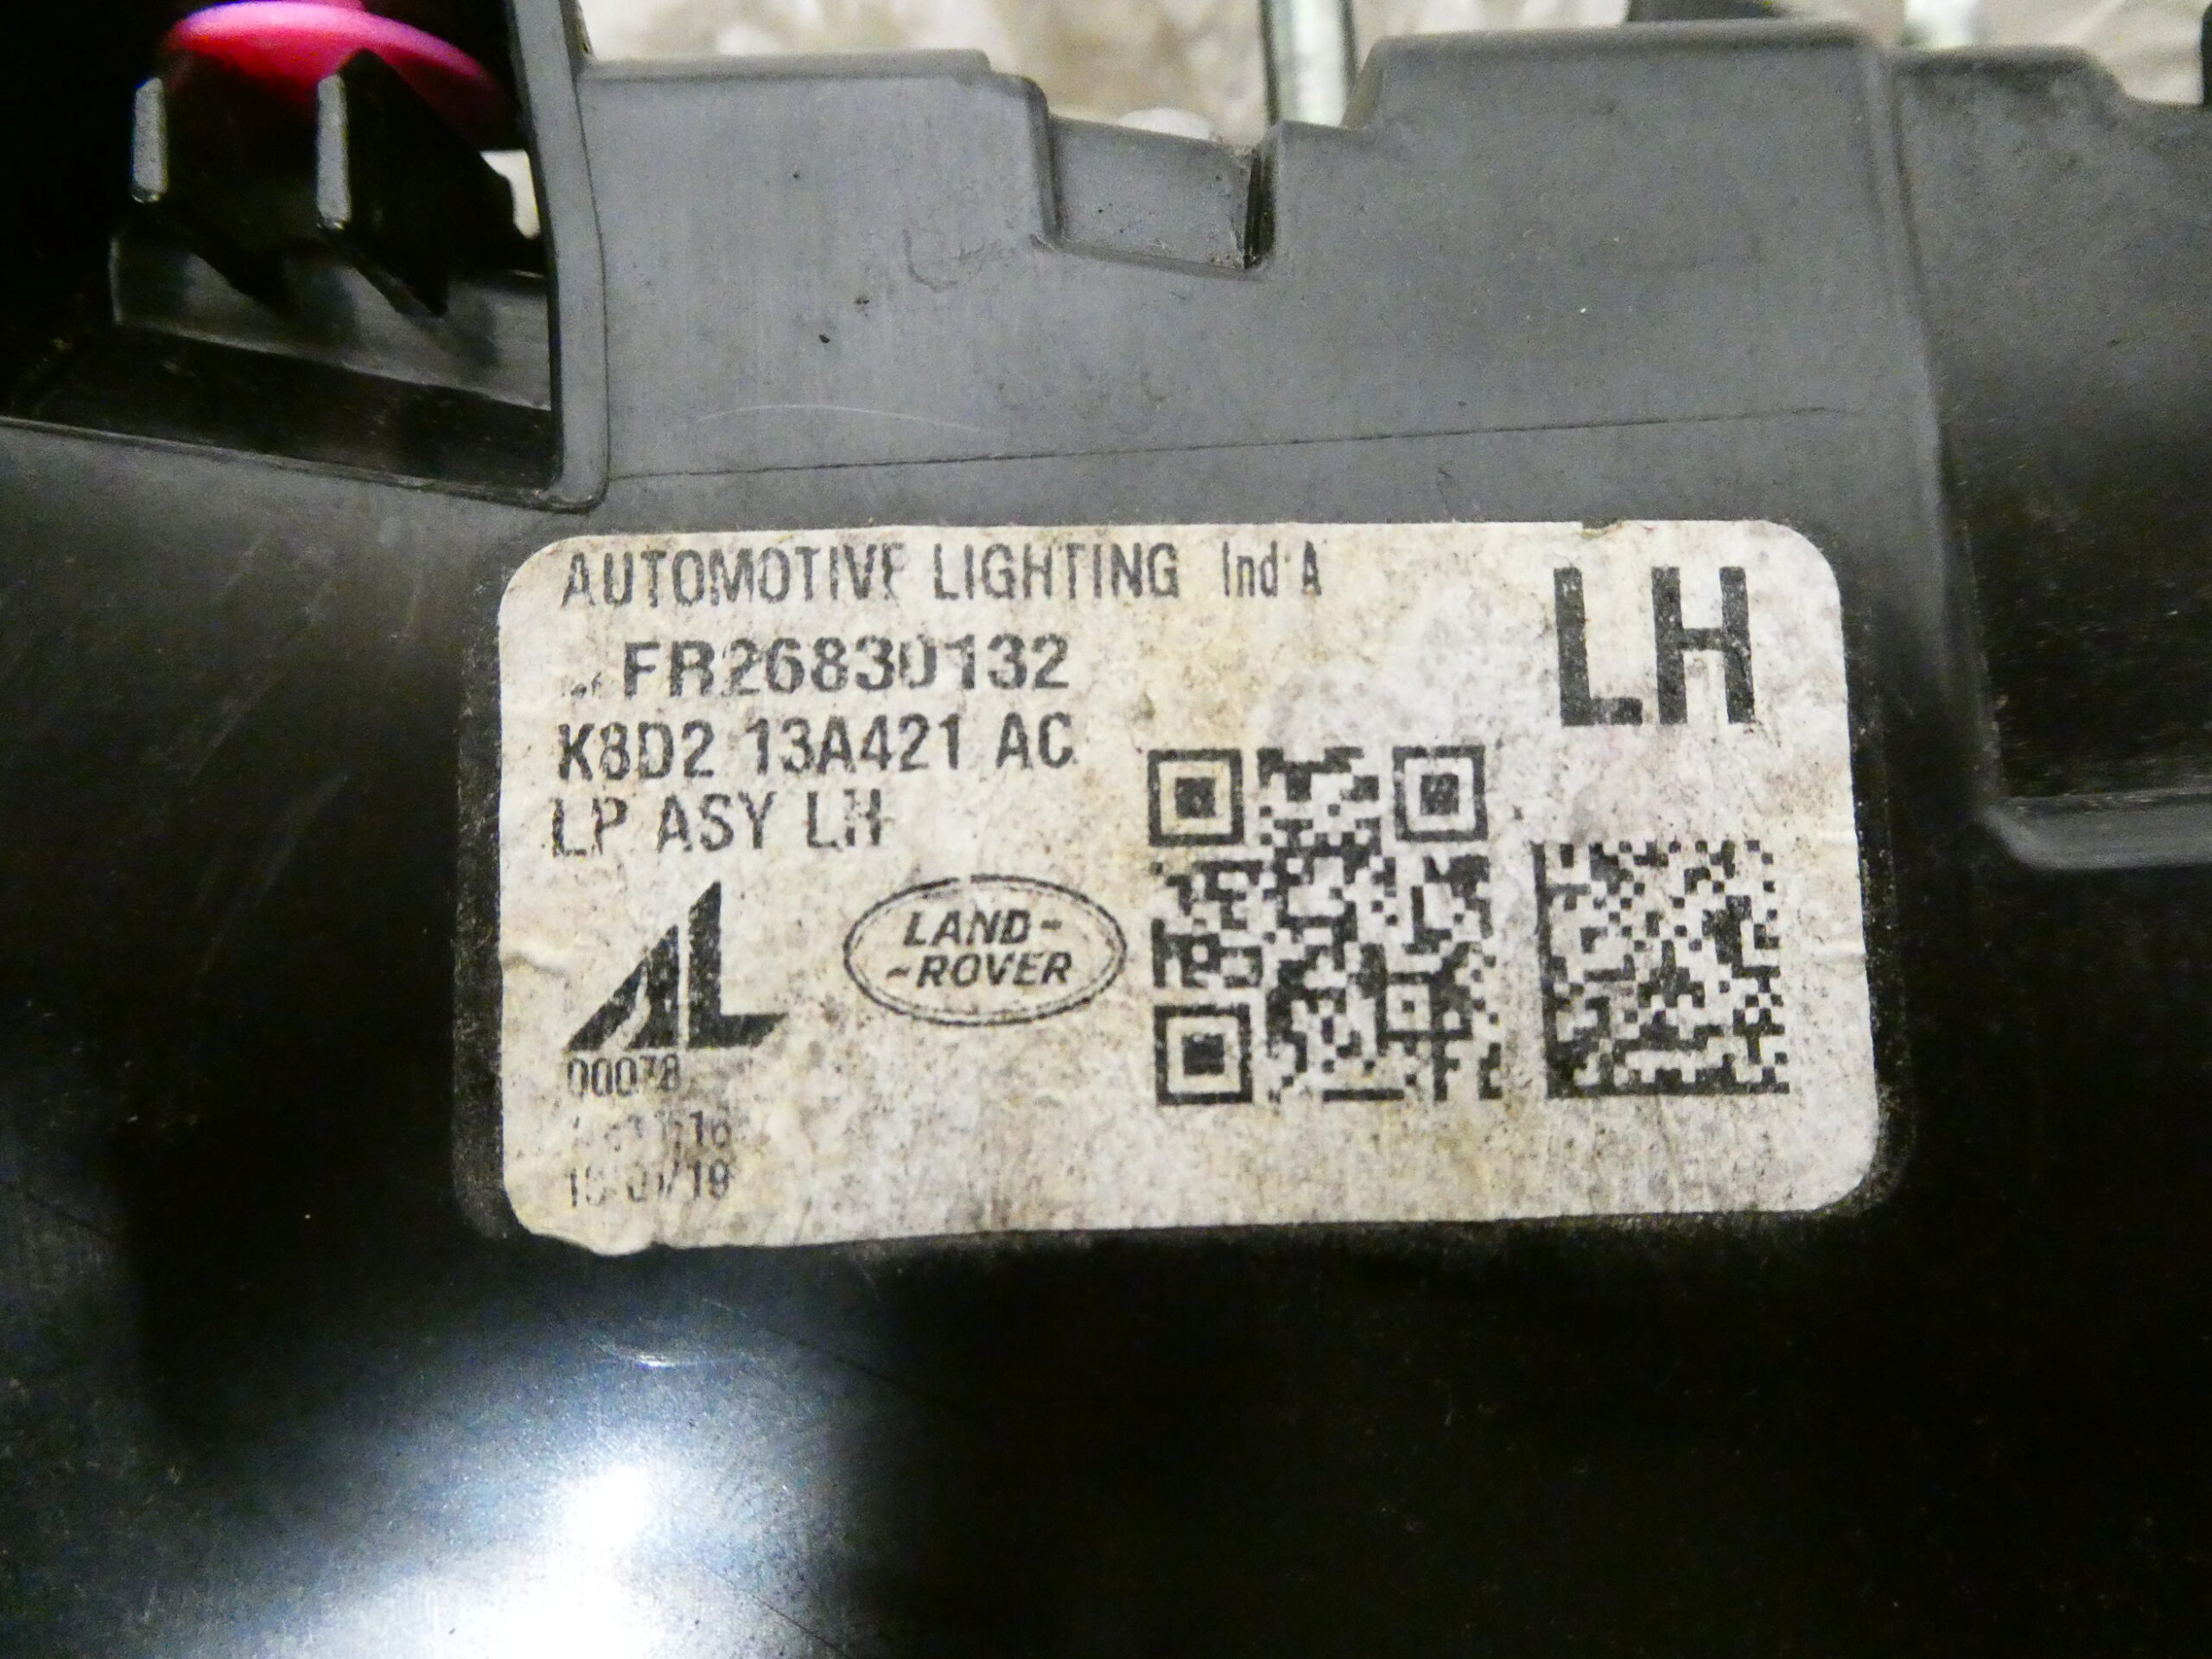 AUTOMOTIVE LIGHTING Ind A
LH
FR26830132
K8D2 13A421 AC
LP ASY LH
AL
LAND-
-ROVER
00078